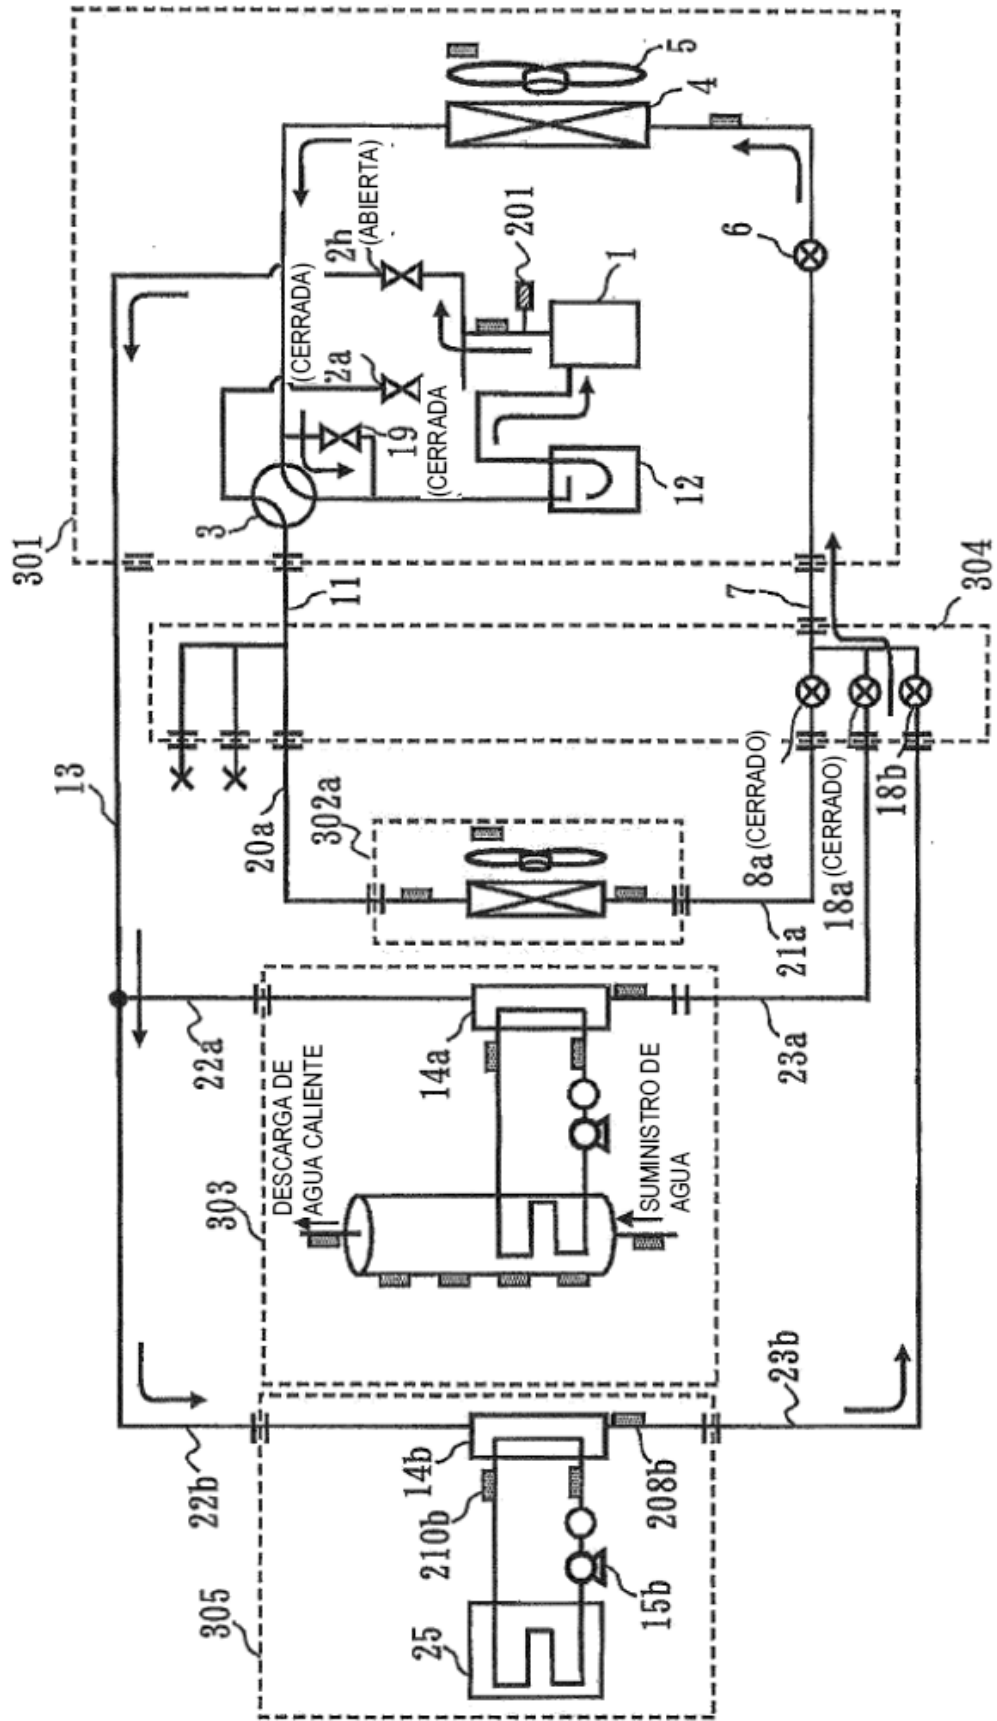 301
13
305
22b
303
22a
20a
3
DESCARGA DE
AGUA CALIENTE
302a
11
(CERRADA)
2a
2h
(ABIERTA)
19
(CERRADA
25
210b
14b
14a
201
1
SUMINISTRO DE
AGUA
15b
208b
12
5
4
7
6
8a (CERRADO)
23b
23a
21a
18a (CERRADO)
18b
304